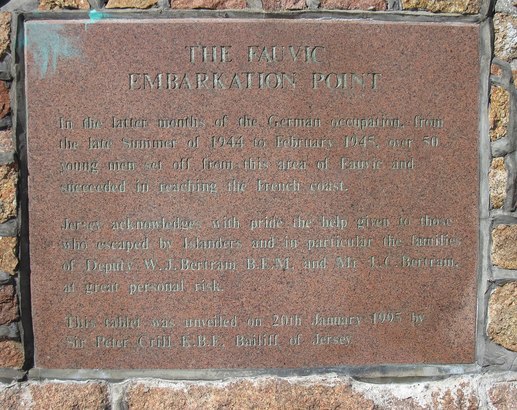 THE FAUVIC
EMBARKATION POINT
In the latter months of the German occupation, from
the late Summer of 1944 to February 1945, over 50
young men set off from this area of Fauvic and
succeeded in reaching the French coast.
Jersey acknowledges with pride the help given to those
who escaped by Islanders and in particular the families
of Deputy W.J.Bertram B.E.M. and Mr. L.C.Bertram,
at great personal risk.
This tablet was unveiled on 20th January 1995 by
Sir Peter Crill K.B.E. Bailiff of Jersey